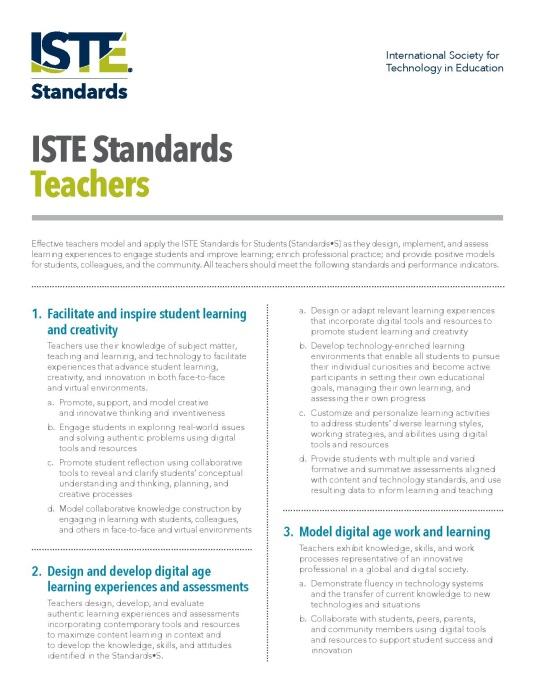 ISTE.
Standards
International Society for
Technology in Education
ISTE Standards
Teachers
Effective teachers model and apply the ISTE Standards for Students (Standards•S) as they design, implement, and assess
learning experiences to engage students and improve learning; enrich professional practice; and provide positive models
for students, colleagues, and the community. All teachers should meet the following standards and performance indicators.
1. Facilitate and inspire student learning
and creativity
Teachers use their knowledge of subject matter,
teaching and learning, and technology to facilitate
experiences that advance student learning,
creativity, and innovation in both face-to-face
and virtual environments.
a. Promote, support, and model creative
and innovative thinking and inventiveness
b. Engage students in exploring real-world issues
and solving authentic problems using digital
tools and resources
c. Promote student reflection using collaborative
tools to reveal and clarify students' conceptual
understanding and thinking, planning, and
creative processes
d. Model collaborative knowledge construction by
engaging in learning with students, colleagues,
and others in face-to-face and virtual environments
2. Design and develop digital age
learning experiences and assessments
Teachers design, develop, and evaluate
authentic learning experiences and assessments
incorporating contemporary tools and resources
to maximize content learning in context and
to develop the knowledge, skills, and attitudes
identified in the Standards•S.
a. Design or adapt relevant learning experiences
that incorporate digital tools and resources to
promote student learning and creativity
b. Develop technology-enriched learning
environments that enable all students to pursue
their individual curiosities and become active
participants in setting their own educational
goals, managing their own learning, and
assessing their own progress
c. Customize and personalize learning activities
to address students' diverse learning styles,
working strategies, and abilities using digital
tools and resources
d. Provide students with multiple and varied
formative and summative assessments aligned
with content and technology standards, and use
resulting data to inform learning and teaching
3. Model digital age work and learning
Teachers exhibit knowledge, skills, and work
processes representative of an innovative
professional in a global and digital society.
a. Demonstrate fluency in technology systems
and the transfer of current knowledge to new
technologies and situations
b. Collaborate with students, peers, parents,
and community members using digital tools
and resources to support student success and
innovation